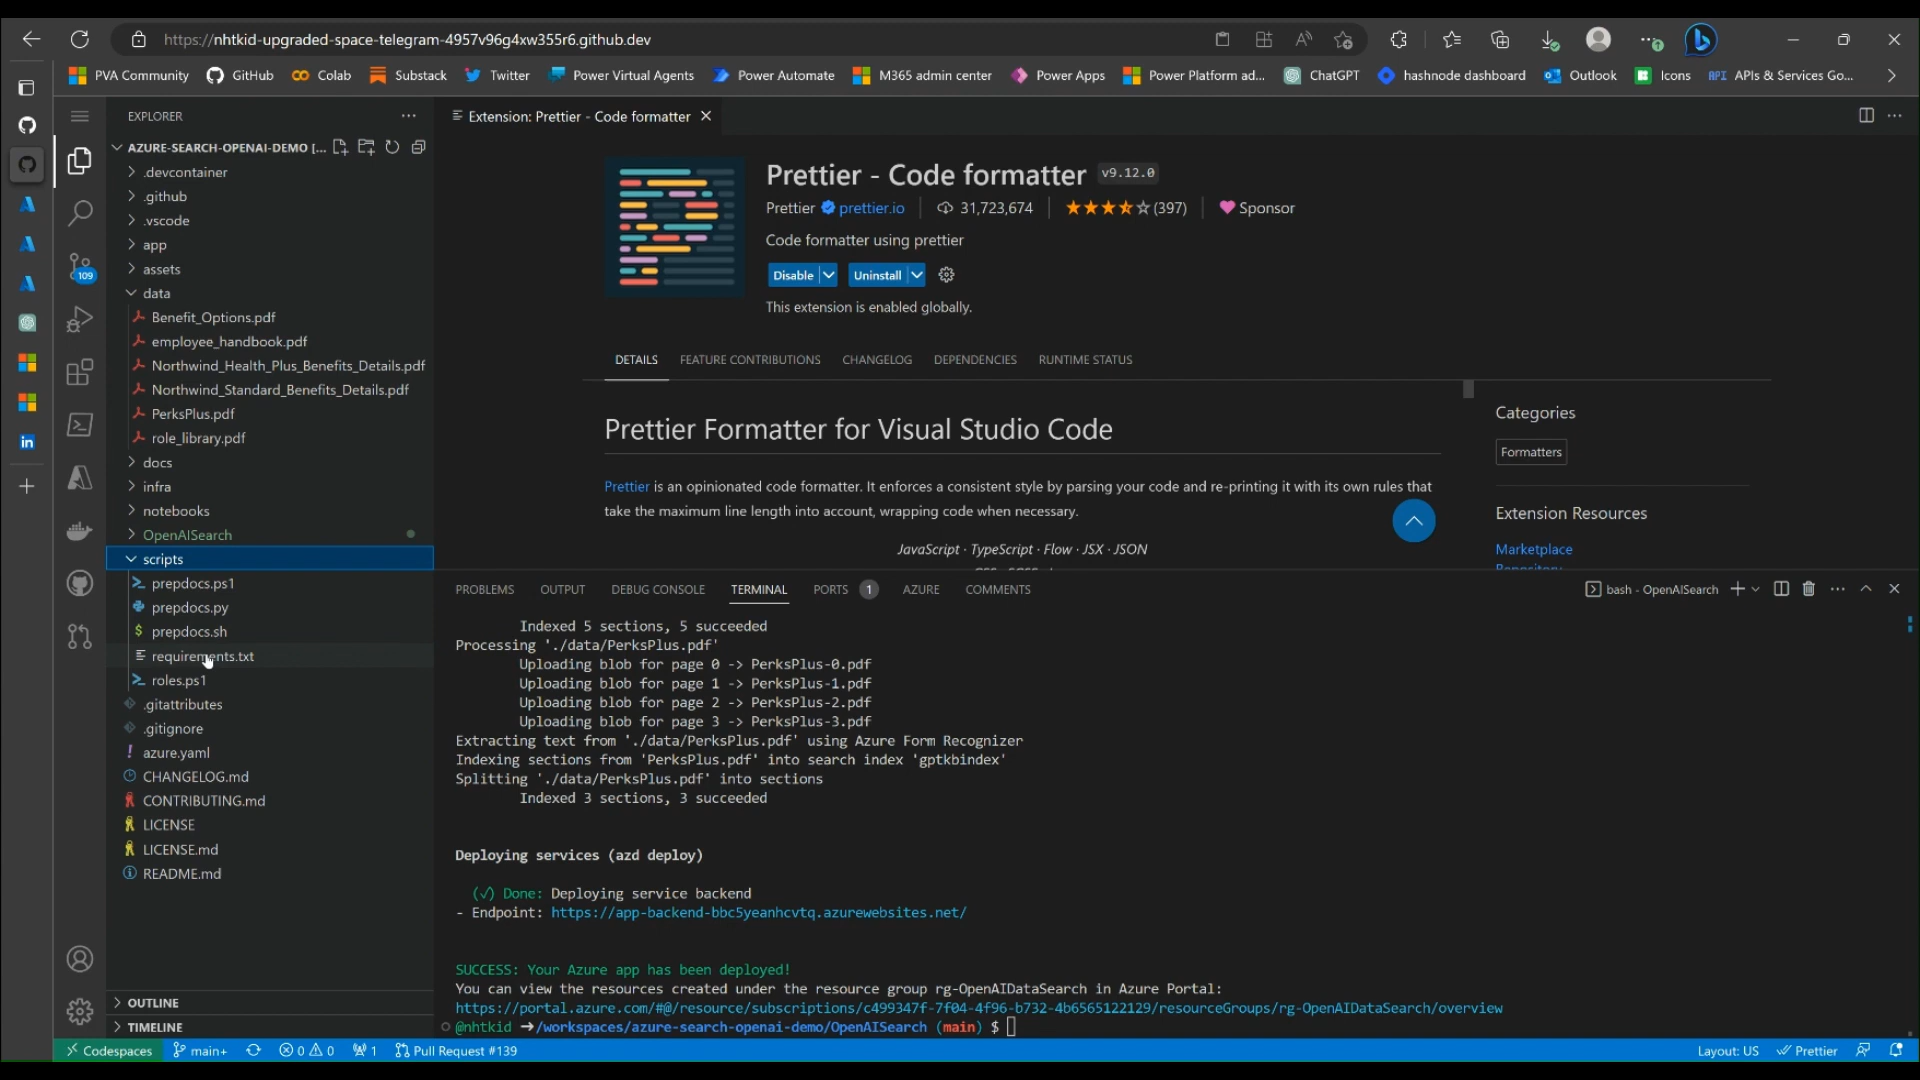 https://nhtkid-upgraded-space-telegram-4957v96g4xw355r6.github.dev
PVA Community
GitHub
Colab
Substack
Twitter
Power Virtual Agents
Power Automate
M365 admin center
Power Apps
Power Platform ad...
ChatGPT
hashnode dashboard
Outlook
Icons
API APIs & Services Go...
EXPLORER
AZURE-SEARCH-OPENAI-DEMO [...
.devcontainer
.github
.vscode
app
assets
data
Benefit_Options.pdf
employee_handbook.pdf
Northwind_Health_Plus_Benefits_Details.pdf
Northwind_Standard_Benefits_Details.pdf
PerksPlus.pdf
role_library.pdf
docs
infra
notebooks
OpenAISearch
scripts
prepdocs.ps1
prepdocs.py
prepdocs.sh
requirements.txt
roles.ps1
.gitattributes
.gitignore
azure.yaml
CHANGELOG.md
CONTRIBUTING.md
LICENSE
LICENSE.md
README.md
OUTLINE
TIMELINE
109
Extension: Prettier - Code formatter
Prettier - Code formatter v9.12.0
Prettier prettier.io 31,723,674 (397) Sponsor
Code formatter using prettier
Disable Uninstall
This extension is enabled globally.
DETAILS FEATURE CONTRIBUTIONS CHANGELOG DEPENDENCIES RUNTIME STATUS
Prettier Formatter for Visual Studio Code
Prettier is an opinionated code formatter. It enforces a consistent style by parsing your code and re-printing it with its own rules that
take the maximum line length into account, wrapping code when necessary.
JavaScript · TypeScript · Flow · JSX · JSON
Categories
Formatters
Extension Resources
Marketplace
Repository
PROBLEMS OUTPUT DEBUG CONSOLE TERMINAL PORTS 1 AZURE COMMENTS
bash - OpenAISearch
Indexed 5 sections, 5 succeeded
Processing './data/PerksPlus.pdf'
Uploading blob for page 0 -> PerksPlus-0.pdf
Uploading blob for page 1 -> PerksPlus-1.pdf
Uploading blob for page 2 -> PerksPlus-2.pdf
Uploading blob for page 3 -> PerksPlus-3.pdf
Extracting text from './data/PerksPlus.pdf' using Azure Form Recognizer
Indexing sections from 'PerksPlus.pdf' into search index 'gptkbindex'
Splitting './data/PerksPlus.pdf' into sections
Indexed 3 sections, 3 succeeded
Deploying services (azd deploy)
(✓) Done: Deploying service backend
- Endpoint: https://app-backend-bbc5yeanhcvtq.azurewebsites.net/
SUCCESS: Your Azure app has been deployed!
You can view the resources created under the resource group rg-OpenAIDataSearch in Azure Portal:
https://portal.azure.com/#@/resource/subscriptions/c499347f-7f04-4f96-b732-4b6565122129/resourceGroups/rg-OpenAIDataSearch/overview
@nhtkid ➜/workspaces/azure-search-openai-demo/OpenAISearch (main) $
Codespaces main+ 0 0 1 Pull Request #139
Layout: US Prettier